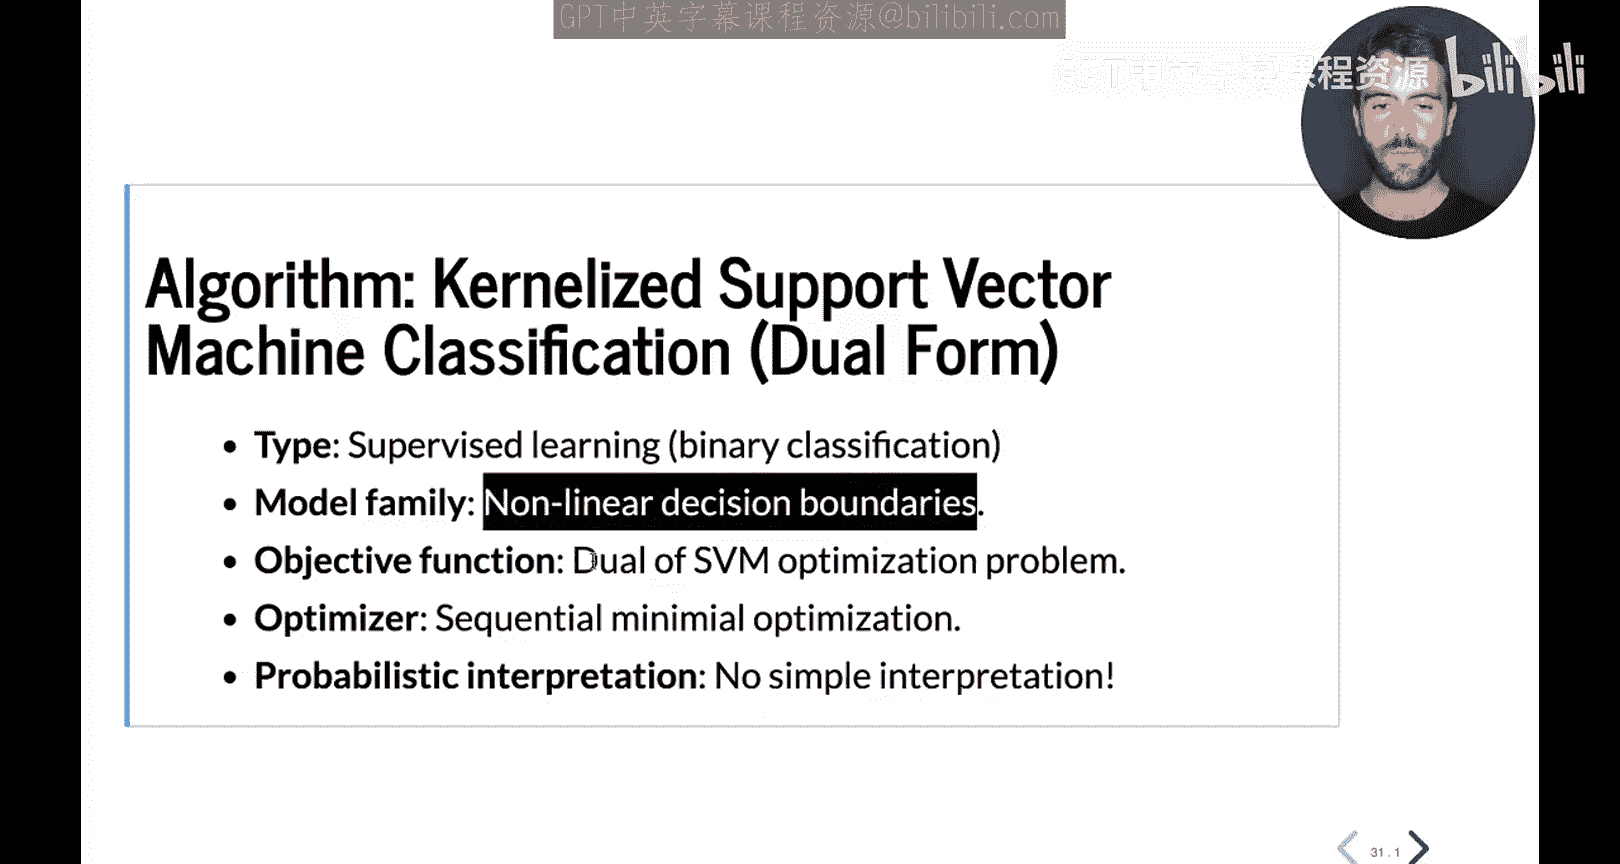 GPT中英字幕课程资源@bilibili.com
程资源 bilibili
Algorithm: Kernelized Support Vector
Machine Classification (Dual Form)
• Type: Supervised learning (binary classification)
• Model family: Non-linear decision boundaries.
• Objective function: Dual of SVM optimization problem.
• Optimizer: Sequential minimial optimization.
• Probabilistic interpretation: No simple interpretation!
31.1